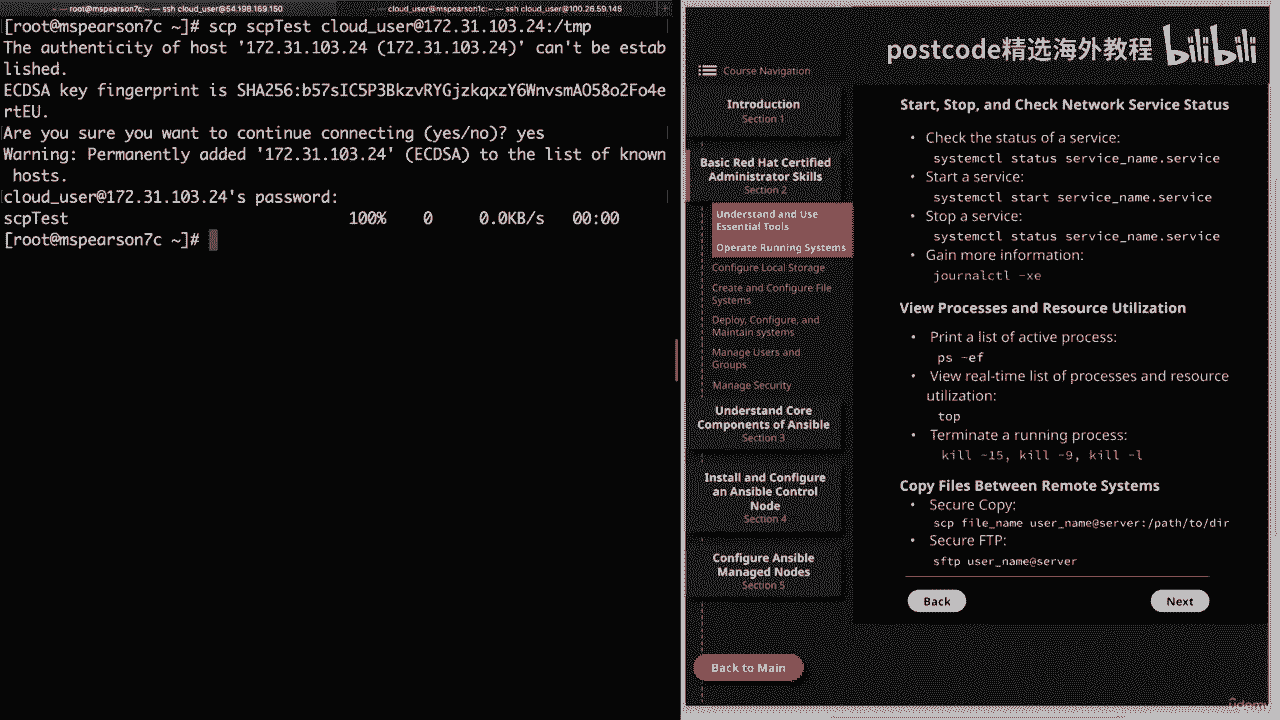 root@mspearson7c:~ — ssh cloud_user@54.198.169.150
cloud_user@mspearson1c:~ — ssh cloud_user@100.26.59.146
[root@mspearson7c ~]# scp scpTest cloud_user@172.31.103.24:/tmp
The authenticity of host '172.31.103.24 (172.31.103.24)' can't be estab
lished.
ECDSA key fingerprint is SHA256:b57sIC5P3BkzvRYGjzkqxzY6WnvsmAO58o2Fo4e
rtEU.
Are you sure you want to continue connecting (yes/no)? yes
Warning: Permanently added '172.31.103.24' (ECDSA) to the list of known
hosts.
cloud_user@172.31.103.24's password:
scpTest 100% 0 0.0KB/s 00:00
[root@mspearson7c ~]#
postcode精选海外教程 bilibili
Course Navigation
Introduction
Section 1
Basic Red Hat Certified
Administrator Skills
Section 2
Understand and Use
Essential Tools
Operate Running Systems
Configure Local Storage
Create and Configure File
Systems
Deploy, Configure, and
Maintain systems
Manage Users and
Groups
Manage Security
Understand Core
Components of Ansible
Section 3
Install and Configure
an Ansible Control
Node
Section 4
Configure Ansible
Managed Nodes
Section 5
Back to Main
Start, Stop, and Check Network Service Status
• Check the status of a service:
systemctl status service_name.service
• Start a service:
systemctl start service_name.service
• Stop a service:
systemctl status service_name.service
• Gain more information:
journalctl -xe
View Processes and Resource Utilization
• Print a list of active process:
ps -ef
• View real-time list of processes and resource
utilization:
top
• Terminate a running process:
kill -15, kill -9, kill -l
Copy Files Between Remote Systems
• Secure Copy:
scp file_name user_name@server:/path/to/dir
• Secure FTP:
sftp user_name@server
Back
Next